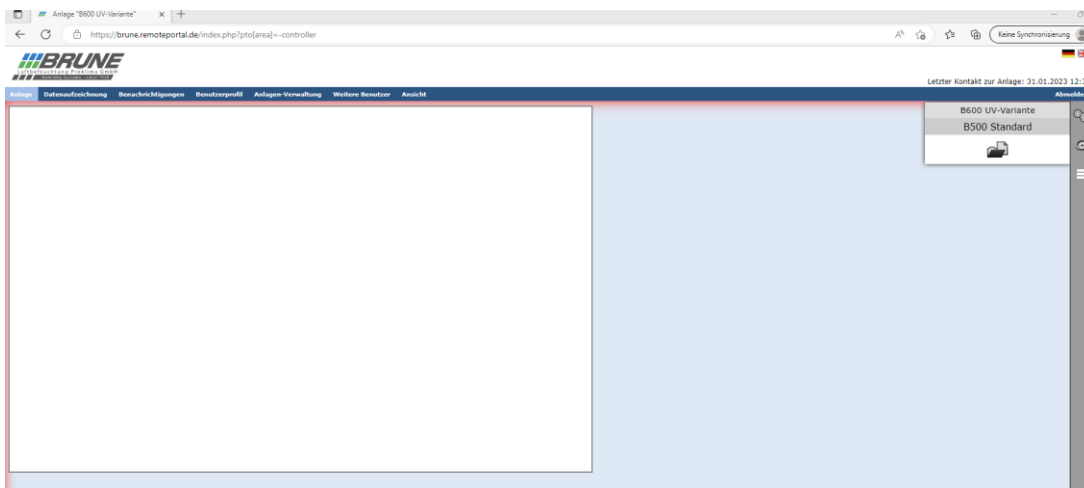 Anlage "B600 UV-Variante"
https://brune.remoteportal.de/index.php?pto[area]=-controller
Keine Synchronisierung
BRUNE
Luftbefeuchtung Proklima GmbH
Letzter Kontakt zur Anlage: 31.01.2023 12:
Anlage Datenaufzeichnung Benachrichtigungen Benutzerprofil Anlagen-Verwaltung Weitere Benutzer Ansicht Abmelde
B600 UV-Variante
B500 Standard